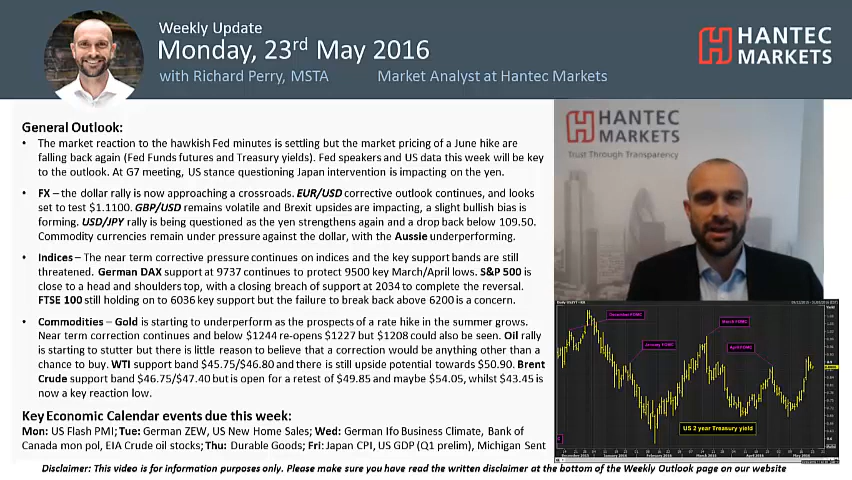 Weekly Update
Monday, 23rd May 2016
with Richard Perry, MSTA Market Analyst at Hantec Markets
HANTEC
MARKETS
General Outlook:
• The market reaction to the hawkish Fed minutes is settling but the market pricing of a June hike are
falling back again (Fed Funds futures and Treasury yields). Fed speakers and US data this week will be key
to the outlook. At G7 meeting, US stance questioning Japan intervention is impacting on the yen.
• FX – the dollar rally is now approaching a crossroads. EUR/USD corrective outlook continues, and looks
set to test $1.1100. GBP/USD remains volatile and Brexit upsides are impacting, a slight bullish bias is
forming. USD/JPY rally is being questioned as the yen strengthens again and a drop back below 109.50.
Commodity currencies remain under pressure against the dollar, with the Aussie underperforming.
• Indices – The near term corrective pressure continues on indices and the key support bands are still
threatened. German DAX support at 9737 continues to protect 9500 key March/April lows. S&P 500 is
close to a head and shoulders top, with a closing breach of support at 2034 to complete the reversal.
FTSE 100 still holding on to 6036 key support but the failure to break back above 6200 is a concern.
• Commodities – Gold is starting to underperform as the prospects of a rate hike in the summer grows.
Near term correction continues and below $1244 re-opens $1227 but $1208 could also be seen. Oil rally
is starting to stutter but there is little reason to believe that a correction would be anything other than a
chance to buy. WTI support band $45.75/$46.80 and there is still upside potential towards $50.90. Brent
Crude support band $46.75/$47.40 but is open for a retest of $49.85 and maybe $54.05, whilst $43.45 is
now a key reaction low.
Key Economic Calendar events due this week:
Mon: US Flash PMI; Tue: German ZEW, US New Home Sales; Wed: German Ifo Business Climate, Bank of
Canada mon pol, EIA Crude oil stocks; Thu: Durable Goods; Fri: Japan CPI, US GDP (Q1 prelim), Michigan Sent
HANTEC
MARKETS
Trust Through Transparency
December FOMC
January FOMC
March FOMC
April FOMC
US 2 year Treasury yield
Disclaimer: This video is for information purposes only. Please make sure you have read the written disclaimer at the bottom of the Weekly Outlook page on our website